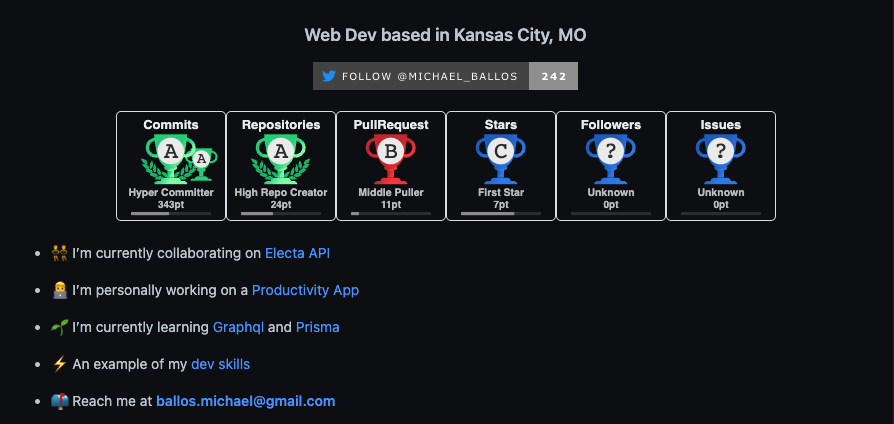 Web Dev based in Kansas City, MO
FOLLOW @MICHAEL_BALLOS 242
Commits Repositories PullRequest Stars Followers Issues
A A A B C ? ?
Hyper Committer High Repo Creator Middle Puller First Star Unknown Unknown
343pt 24pt 11pt 7pt 0pt 0pt
• I'm currently collaborating on Electa API
• I'm personally working on a Productivity App
• I'm currently learning Graphql and Prisma
• An example of my dev skills
• Reach me at ballos.michael@gmail.com